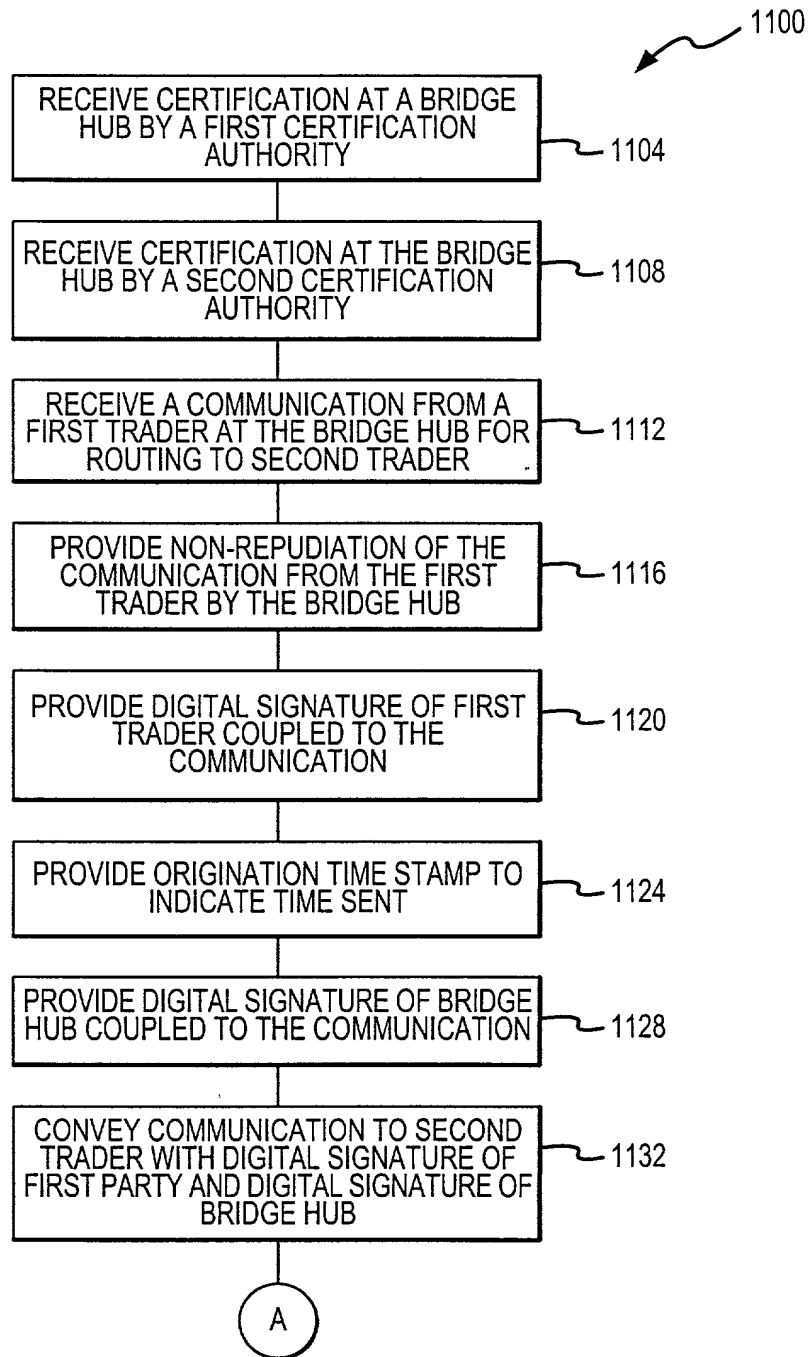 1100
RECEIVE CERTIFICATION AT A BRIDGE
HUB BY A FIRST CERTIFICATION
AUTHORITY
1104
RECEIVE CERTIFICATION AT THE BRIDGE
HUB BY A SECOND CERTIFICATION
AUTHORITY
1108
RECEIVE A COMMUNICATION FROM A
FIRST TRADER AT THE BRIDGE HUB FOR
ROUTING TO SECOND TRADER
1112
PROVIDE NON-REPUDIATION OF THE
COMMUNICATION FROM THE FIRST
TRADER BY THE BRIDGE HUB
1116
PROVIDE DIGITAL SIGNATURE OF FIRST
TRADER COUPLED TO THE
COMMUNICATION
1120
PROVIDE ORIGINATION TIME STAMP TO
INDICATE TIME SENT
1124
PROVIDE DIGITAL SIGNATURE OF BRIDGE
HUB COUPLED TO THE COMMUNICATION
1128
CONVEY COMMUNICATION TO SECOND
TRADER WITH DIGITAL SIGNATURE OF
FIRST PARTY AND DIGITAL SIGNATURE OF
BRIDGE HUB
1132
A